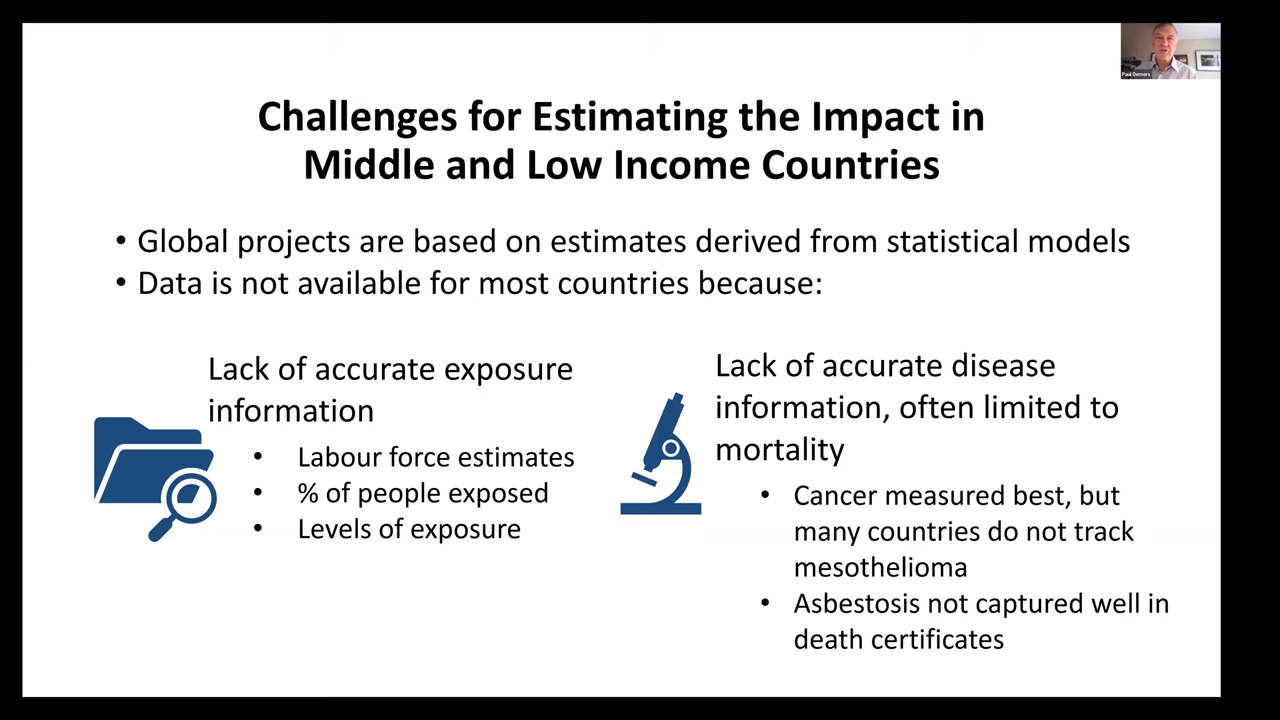 Paul Demers
Challenges for Estimating the Impact in
Middle and Low Income Countries
• Global projects are based on estimates derived from statistical models
• Data is not available for most countries because:
Lack of accurate exposure
information
• Labour force estimates
• % of people exposed
• Levels of exposure
Lack of accurate disease
information, often limited to
mortality
• Cancer measured best, but
many countries do not track
mesothelioma
• Asbestosis not captured well in
death certificates